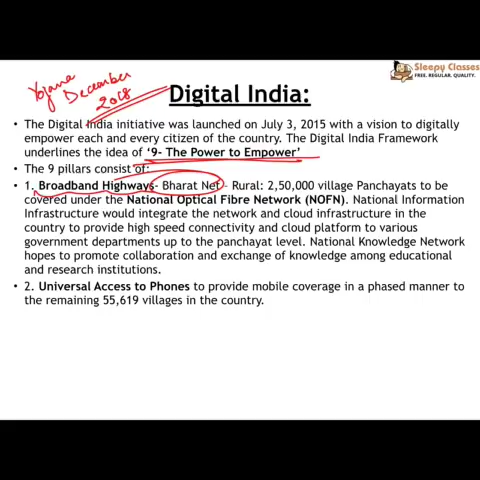 Sleepy Classes
FREE. REGULAR. QUALITY.
Yojana
December
2018
Digital India:
• The Digital India initiative was launched on July 3, 2015 with a vision to digitally
empower each and every citizen of the country. The Digital India Framework
underlines the idea of ‘9- The Power to Empower’
• The 9 pillars consist of:
• 1. Broadband Highways- Bharat Net- Rural: 2,50,000 village Panchayats to be
covered under the National Optical Fibre Network (NOFN). National Information
Infrastructure would integrate the network and cloud infrastructure in the
country to provide high speed connectivity and cloud platform to various
government departments up to the panchayat level. National Knowledge Network
hopes to promote collaboration and exchange of knowledge among educational
and research institutions.
• 2. Universal Access to Phones to provide mobile coverage in a phased manner to
the remaining 55,619 villages in the country.